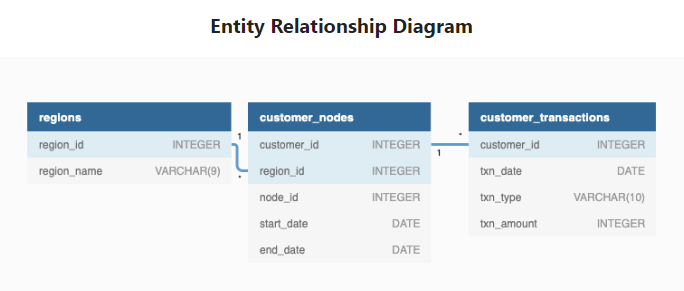 Entity Relationship Diagram
regions
region_id INTEGER
region_name VARCHAR(9)
1
*
customer_nodes
customer_id INTEGER
region_id INTEGER
node_id INTEGER
start_date DATE
end_date DATE
1
*
customer_transactions
customer_id INTEGER
txn_date DATE
txn_type VARCHAR(10)
txn_amount INTEGER